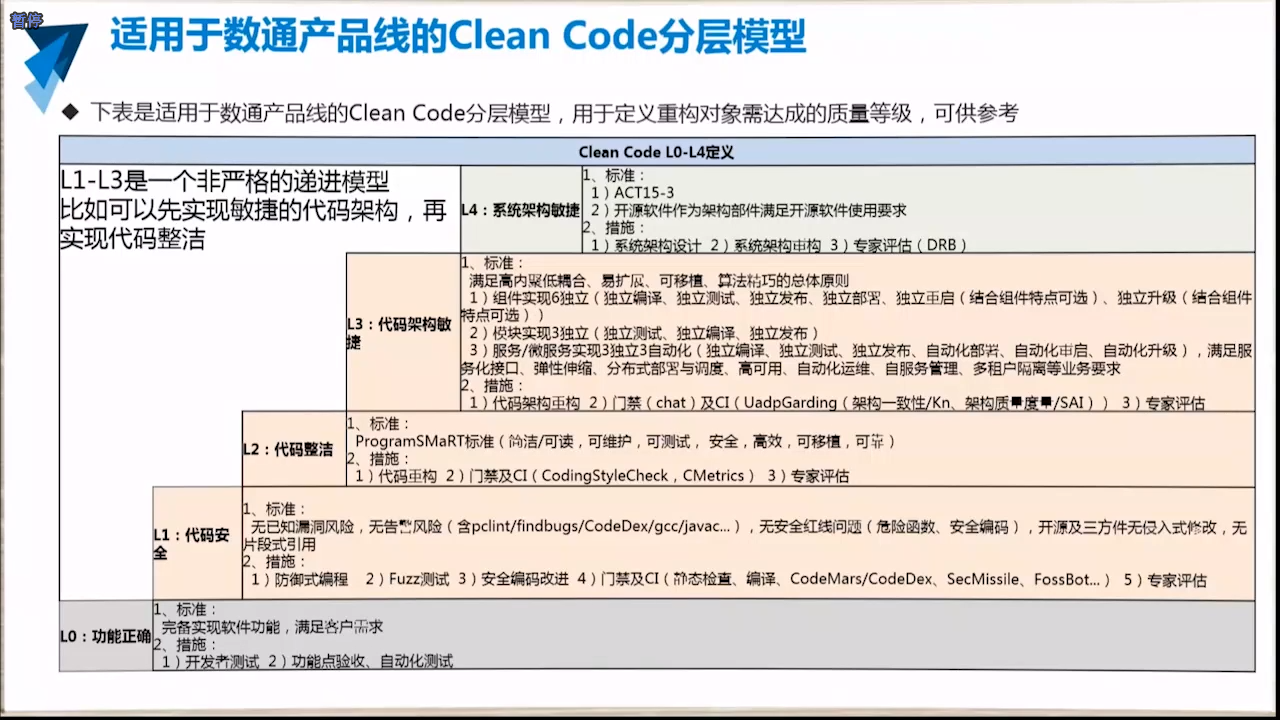 暂停
适用于数通产品线的Clean Code分层模型
◆ 下表是适用于数通产品线的Clean Code分层模型，用于定义重构对象需达成的质量等级，可供参考
Clean Code L0-L4定义
L1-L3是一个非严格的递进模型
比如可以先实现敏捷的代码架构，再
实现代码整洁
L4：系统架构敏捷
1、标准：
1）ACT15-3
2）开源软件作为架构部件满足开源软件使用要求
2、措施：
1）系统架构设计 2）系统架构重构 3）专家评估（DRB）
L3：代码架构敏
捷
1、标准：
满足高内聚低耦合、易扩展、可移植、算法精巧的总体原则
1）组件实现6独立（独立编译、独立测试、独立发布、独立部署、独立重启（结合组件特点可选）、独立升级（结合组件
特点可选））
2）模块实现3独立（独立测试、独立编译、独立发布）
3）服务/微服务实现3独立3自动化（独立编译、独立测试、独立发布、自动化部署、自动化重启、自动化升级），满足服
务化接口、弹性伸缩、分布式部署与调度、高可用、自动化运维、自服务管理、多租户隔离等业务要求
2、措施：
1）代码架构重构 2）门禁（chat）及CI（UadpGarding（架构一致性/Kn、架构质量度量/SAI）） 3）专家评估
L2：代码整洁
1、标准：
ProgramSMaRT标准（简洁/可读，可维护，可测试， 安全，高效，可移植，可靠）
2、措施：
1）代码重构 2）门禁及CI（CodingStyleCheck，CMetrics） 3）专家评估
L1：代码安
全
1、标准：
无已知漏洞风险，无告警风险（含pclint/findbugs/CodeDex/gcc/javac...），无安全红线问题（危险函数、安全编码），开源及三方件无侵入式修改，无
片段式引用
2、措施：
1）防御式编程 2）Fuzz测试 3）安全编码改进 4）门禁及CI（静态检查、编译、CodeMars/CodeDex、SecMissile、FossBot...） 5）专家评估
L0：功能正确
1、标准：
完备实现软件功能，满足客户需求
2、措施：
1）开发者测试 2）功能点验收、自动化测试